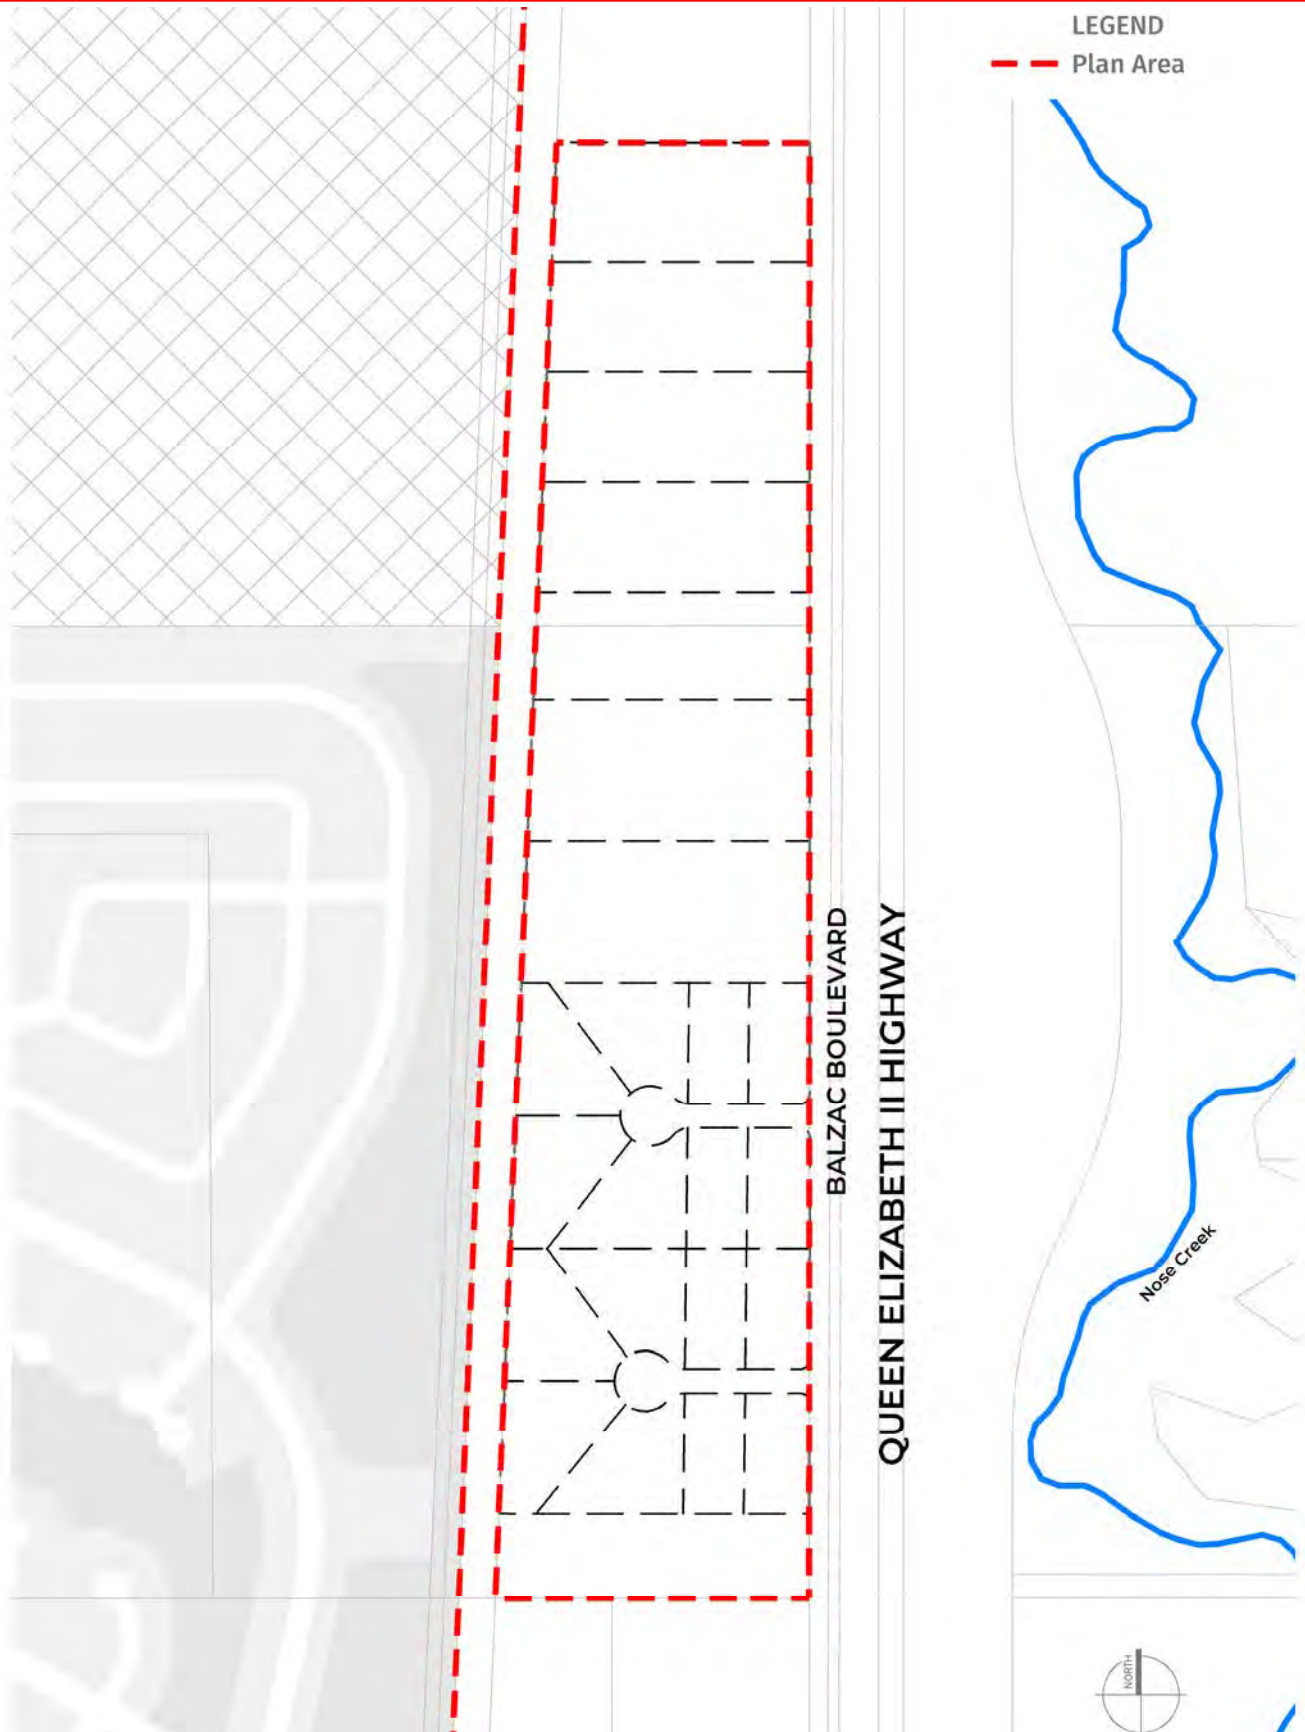 LEGEND
Plan Area
BALZAC BOULEVARD
QUEEN ELIZABETH II HIGHWAY
Nose Creek
NORTH